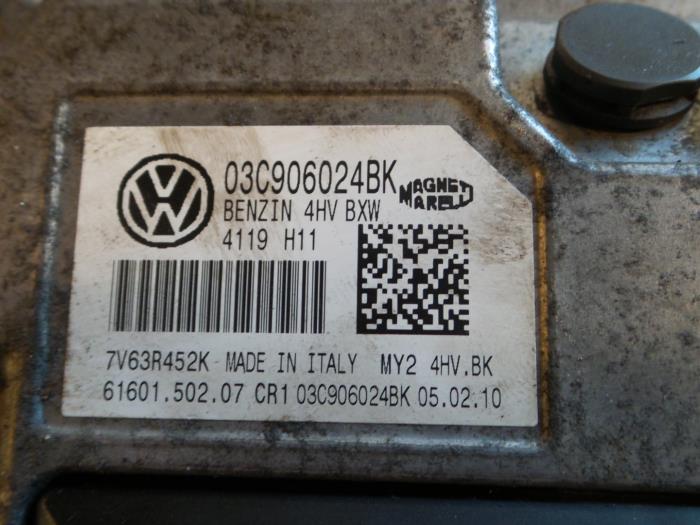 03C906024BK
MAGNETI
MARELLI
BENZIN 4HV BXW
4119 H11
7V63R452K MADE IN ITALY MY2 4HV.BK
61601.502.07 CR1 03C906024BK 05.02.10